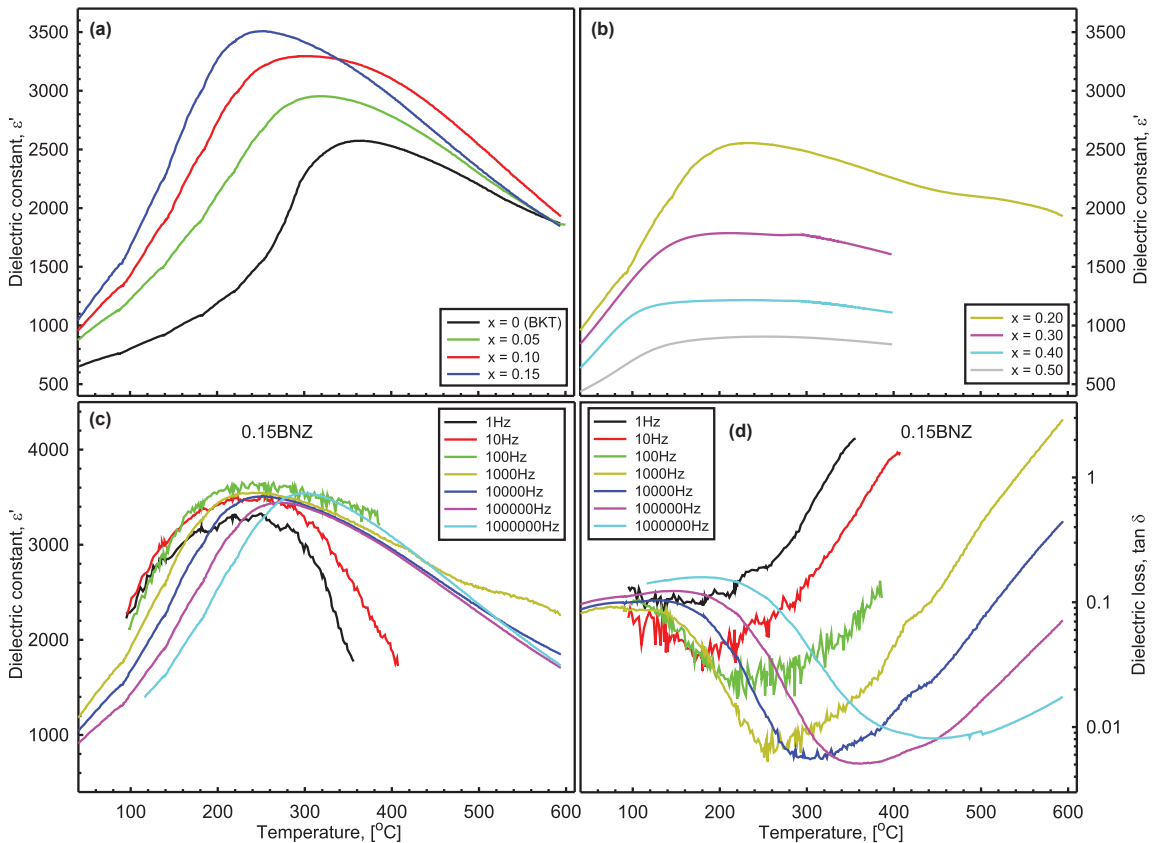 (a)
3500
3000
2500
2000
1500
1000
500
Dielectric constant, ε'
x = 0 (BKT)
x = 0.05
x = 0.10
x = 0.15
(b)
3500
3000
2500
2000
1500
1000
500
Dielectric constant, ε'
x = 0.20
x = 0.30
x = 0.40
x = 0.50
(c)
0.15BNZ
1Hz
10Hz
100Hz
1000Hz
10000Hz
100000Hz
1000000Hz
4000
3000
2000
1000
Dielectric constant, ε'
100 200 300 400 500 600
Temperature, [°C]
1Hz
10Hz
100Hz
1000Hz
10000Hz
100000Hz
1000000Hz
(d)
0.15BNZ
1
0.1
0.01
Dielectric loss, tan δ
100 200 300 400 500 600
Temperature, [°C]